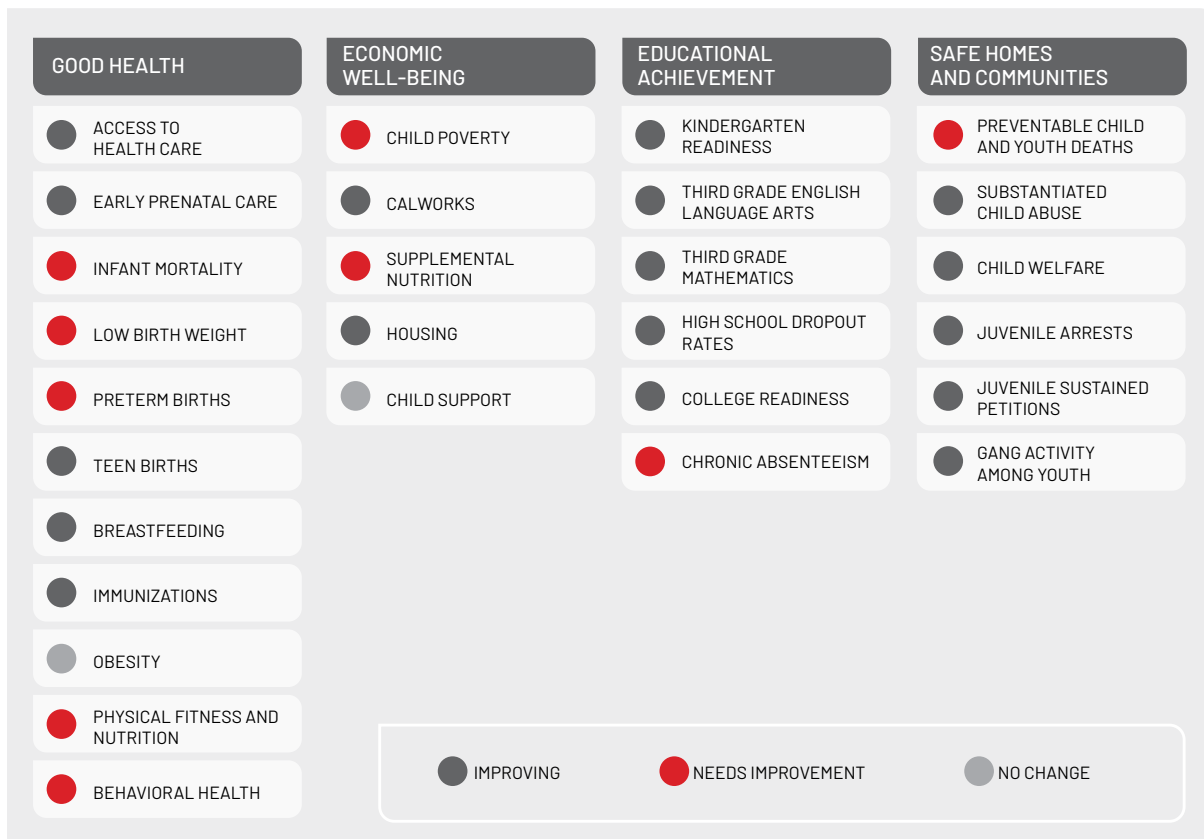 GOOD HEALTH
ACCESS TO
HEALTH CARE
EARLY PRENATAL CARE
INFANT MORTALITY
LOW BIRTH WEIGHT
PRETERM BIRTHS
TEEN BIRTHS
BREASTFEEDING
IMMUNIZATIONS
OBESITY
PHYSICAL FITNESS AND
NUTRITION
BEHAVIORAL HEALTH
ECONOMIC
WELL-BEING
CHILD POVERTY
CALWORKS
SUPPLEMENTAL
NUTRITION
HOUSING
CHILD SUPPORT
EDUCATIONAL
ACHIEVEMENT
KINDERGARTEN
READINESS
THIRD GRADE ENGLISH
LANGUAGE ARTS
THIRD GRADE
MATHEMATICS
HIGH SCHOOL DROPOUT
RATES
COLLEGE READINESS
CHRONIC ABSENTEEISM
SAFE HOMES
AND COMMUNITIES
PREVENTABLE CHILD
AND YOUTH DEATHS
SUBSTANTIATED
CHILD ABUSE
CHILD WELFARE
JUVENILE ARRESTS
JUVENILE SUSTAINED
PETITIONS
GANG ACTIVITY
AMONG YOUTH
IMPROVING
NEEDS IMPROVEMENT
NO CHANGE